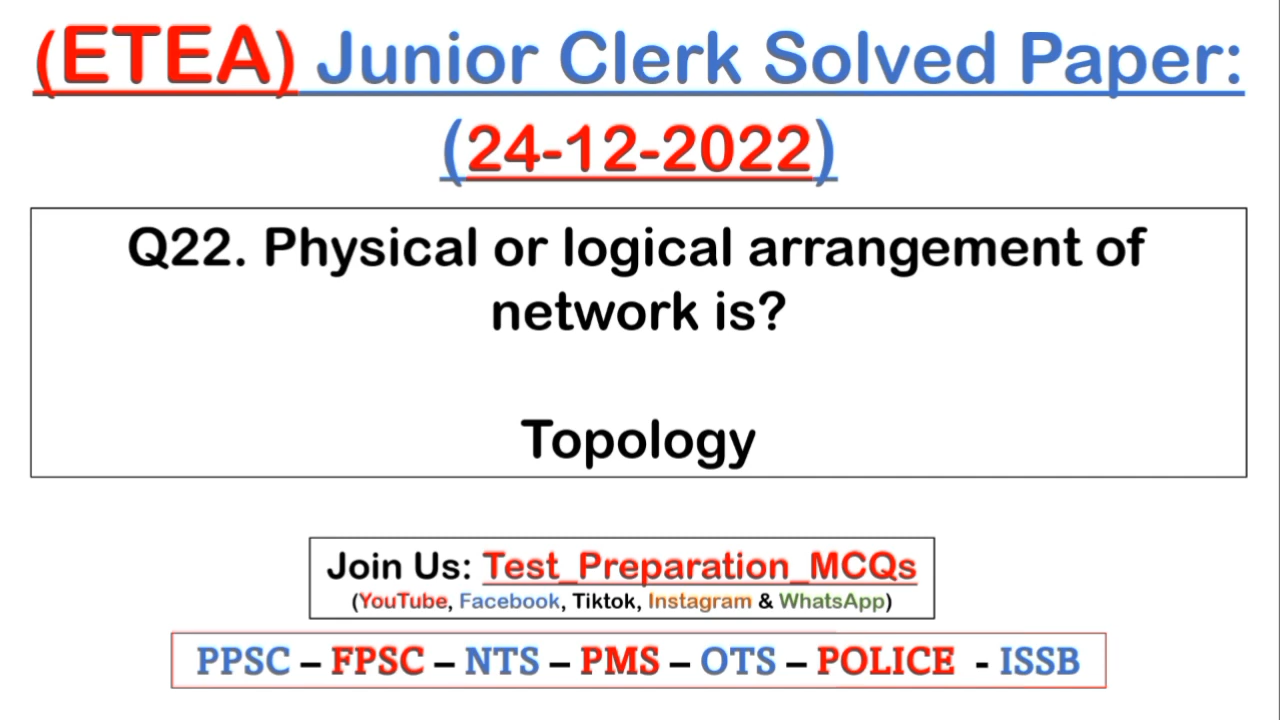 (ETEA) Junior Clerk Solved Paper:
(24-12-2022)
Q22. Physical or logical arrangement of
network is?
Topology
Join Us: Test_Preparation_MCQs
(YouTube, Facebook, Tiktok, Instagram & WhatsApp)
PPSC – FPSC – NTS – PMS – OTS – POLICE - ISSB